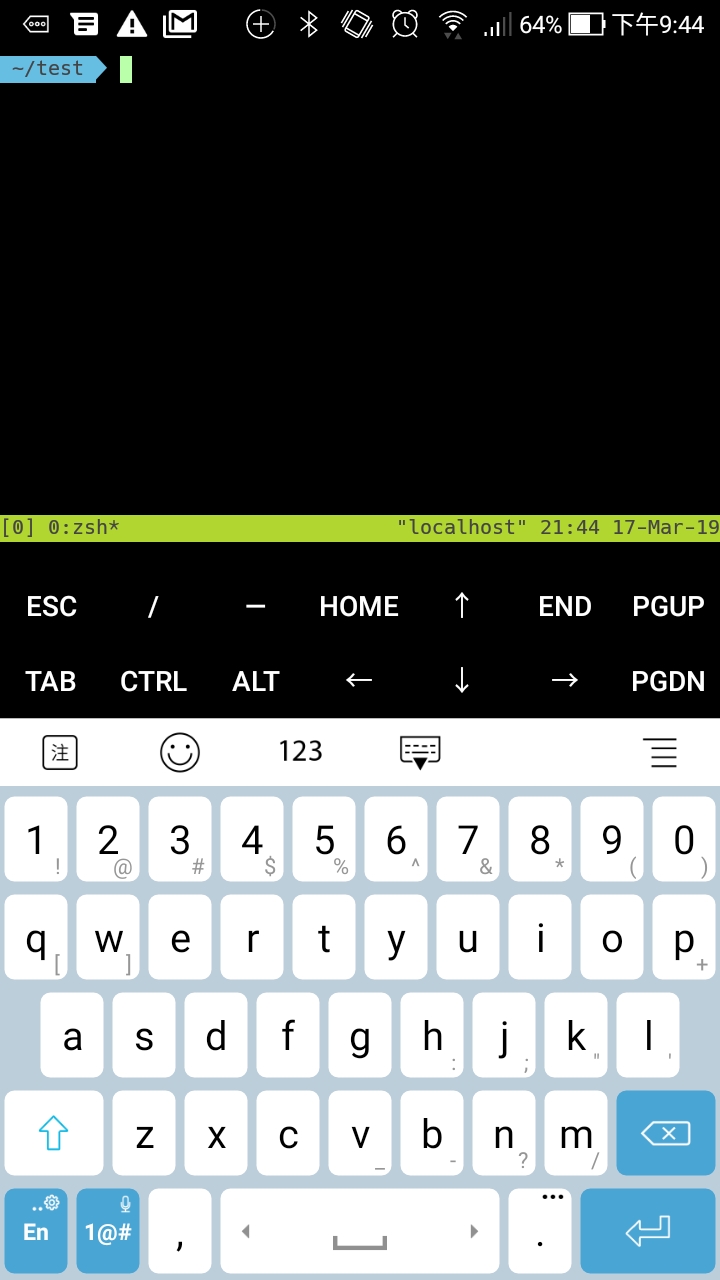 64% 下午9:44
~/test
[0] 0:zsh* "localhost" 21:44 17-Mar-19
ESC / — HOME ↑ END PGUP
TAB CTRL ALT ← ↓ → PGDN
注 123
1 ! 2 @ 3 # 4 $ 5 % 6 ^ 7 & 8 * 9 ( 0 )
q [ w ] e r t y u i o p +
a s d f g h : j ; k " l '
z x c v _ b - n ? m /
En 1@# , . •••